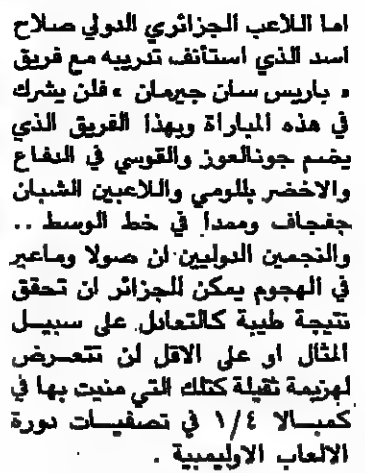 اما اللاعب الجزائري الدولي صلاح
اسد الذي استأنف تدريبه مع فريق
« باريس سان جيرمان » فلن يشرك
في هذه المباراة وبهذا الفريق الذي
يضم جونالعوز والقوسي في الدفاع
والاخضر بللومي واللاعبين الشبان
جفجاف وممدا في خط الوسط ..
والنجمين الدوليين ان صولا وماعير
في الهجوم يمكن للجزائر ان تحقق
نتيجة طيبة كالتعادل على سبيل
المثال او على الاقل لن تتعرض
لهزيمة ثقيلة كتلك التي منيت بها في
كمبالا ٤/١ في تصفيات دورة
الالعاب الاوليمبية .